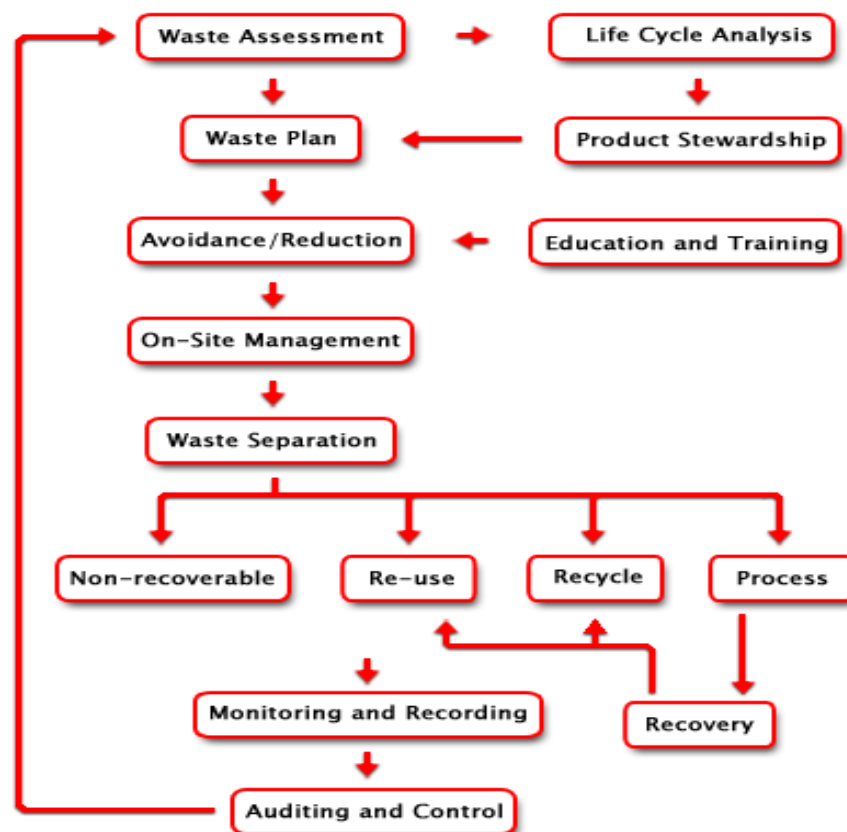 Waste Assessment
Life Cycle Analysis
Waste Plan
Product Stewardship
Avoidance/Reduction
Education and Training
On-Site Management
Waste Separation
Non-recoverable
Re-use
Recycle
Process
Monitoring and Recording
Recovery
Auditing and Control